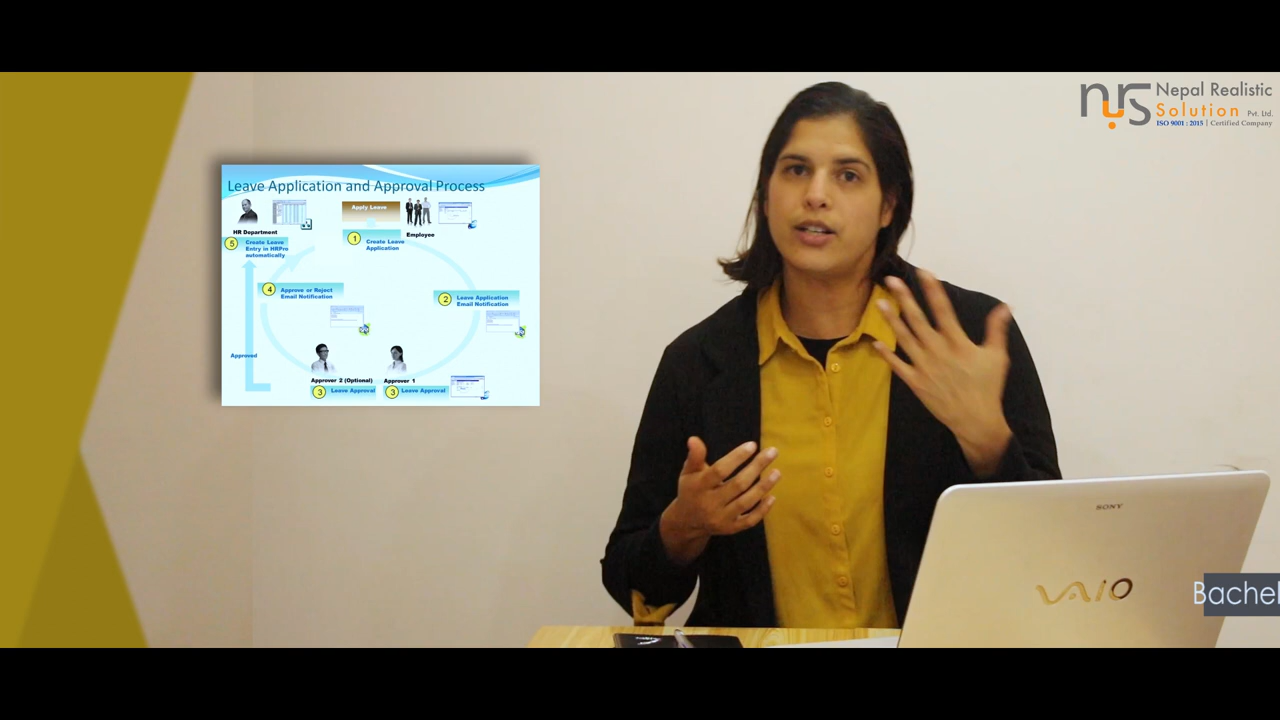 nrs
Nepal Realistic
Solution Pvt. Ltd.
ISO 9001 : 2015 | Certified Company
Leave Application and Approval Process
Apply Leave
HR Department
Employee
5 Create Leave
Entry in HRPro
automatically
1 Create Leave
Application
4 Approve or Reject
Email Notification
2 Leave Application
Email Notification
Approved
Approver 2 (Optional)
Approver 1
3 Leave Approval
3 Leave Approval
SONY
VAIO
Bachel